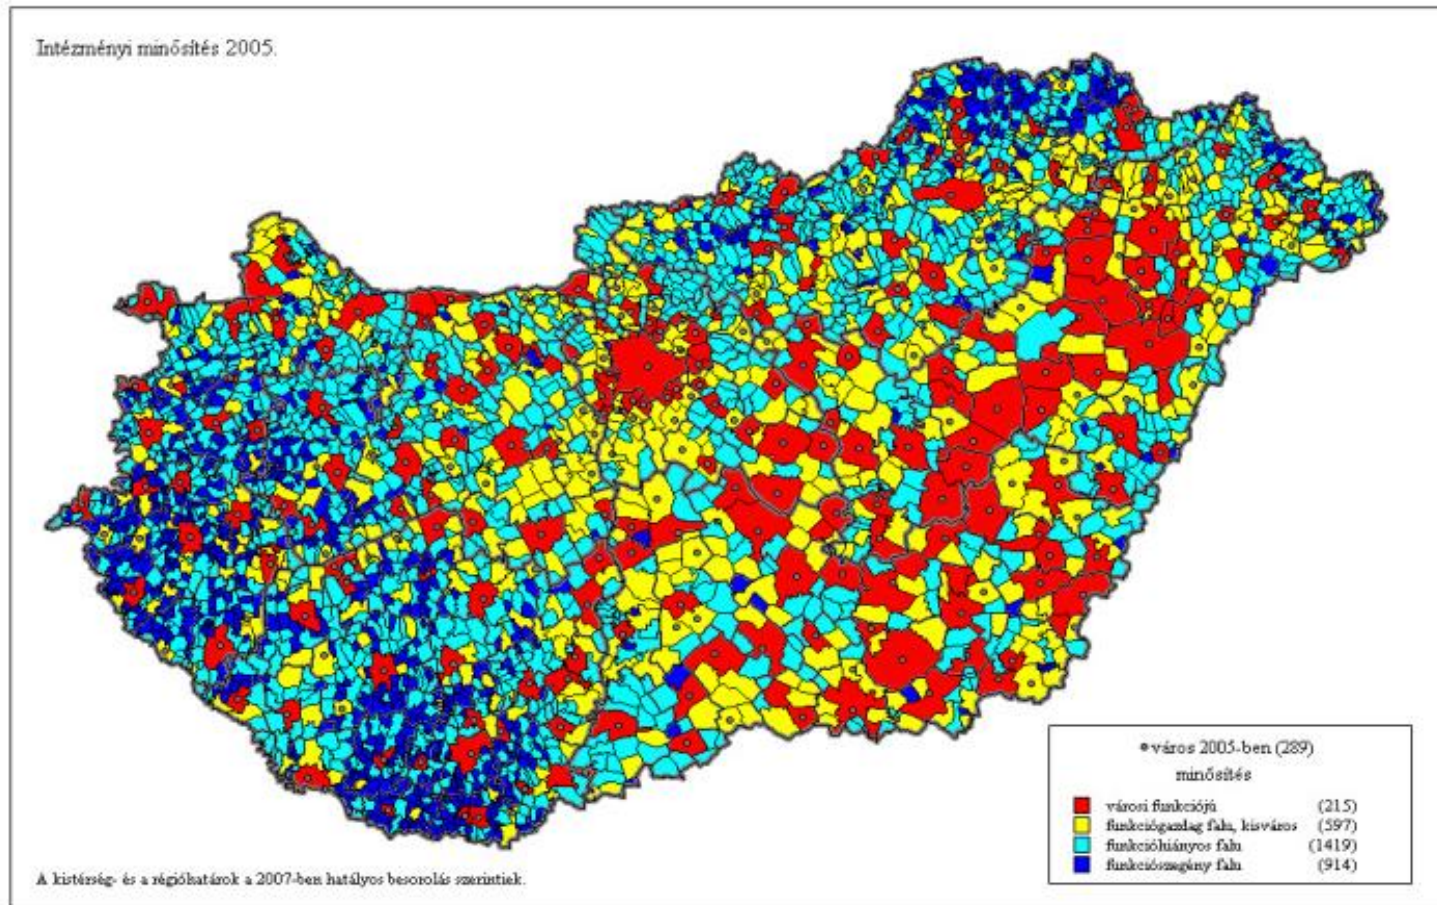 Intézményi minősítés 2005.
város 2005-ben (289)
minősítés
városi funkciójú (215)
funkciógazdag falu, kisváros (597)
funkcióhiányos falu (1419)
funkciószegény falu (914)
A kistérség- és a régióhatárok a 2007-ben hatályos besorolás szerintiek.